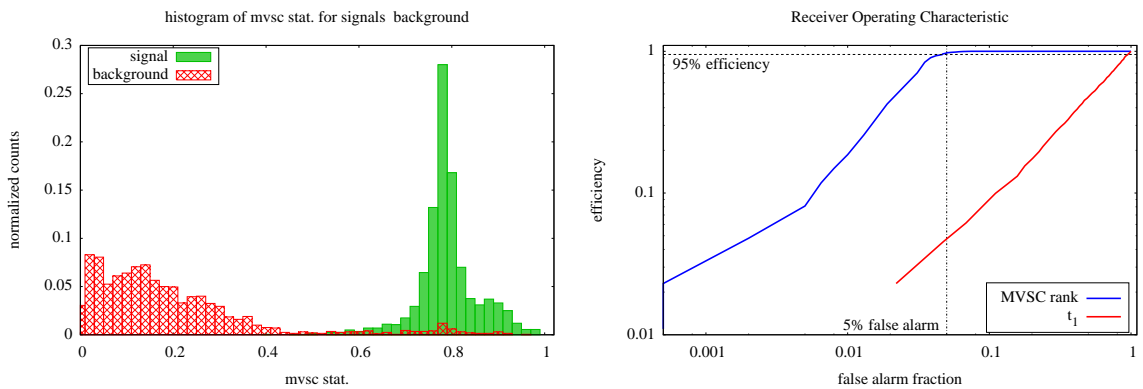 histogram of mvsc stat. for signals  background
normalized counts
0.3
0.25
0.2
0.15
0.1
0.05
0
signal
background
0
0.2
0.4
0.6
0.8
1
mvsc stat.
Receiver Operating Characteristic
efficiency
1
0.1
0.01
95% efficiency
5% false alarm
MVSC rank
t1
0.001
0.01
0.1
1
false alarm fraction